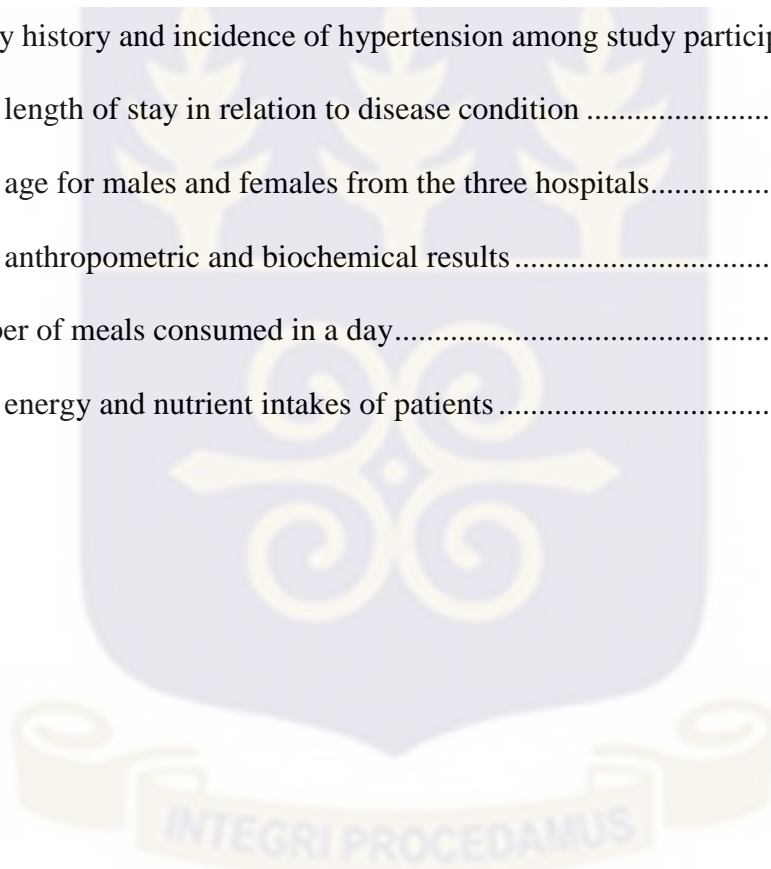 y history and incidence of hypertension among study particip
length of stay in relation to disease condition ......................
age for males and females from the three hospitals...............
anthropometric and biochemical results ...............................
er of meals consumed in a day..............................................
energy and nutrient intakes of patients .................................
INTEGRI PROCEDAMUS